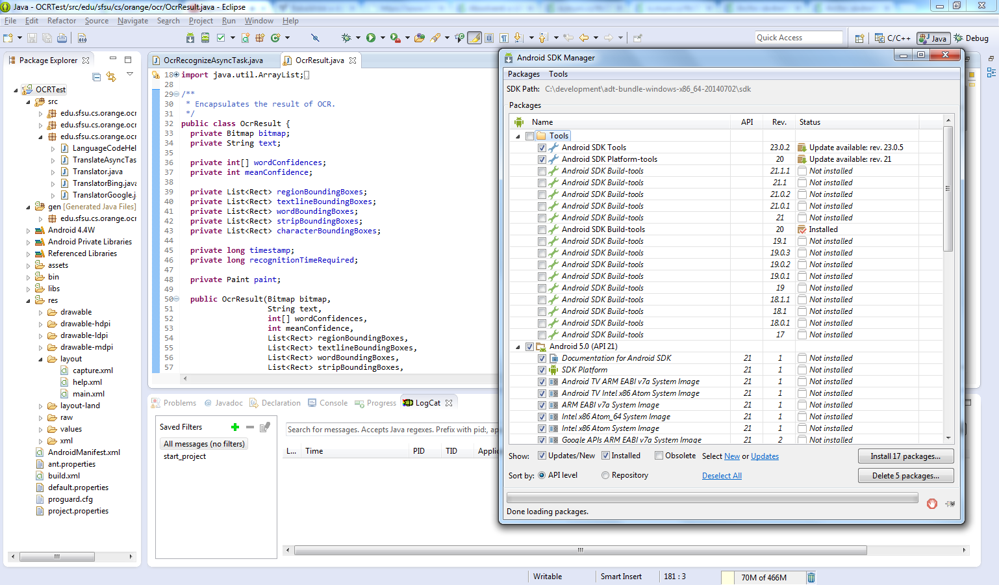 Java - OCRTest/src/edu/sfsu/cs/orange/ocr/OcrResult.java - Eclipse
File Edit Refactor Source Navigate Search Project Run Window Help
Quick Access
C/C++ Java Debug
Package Explorer
OCRTest
src
edu.sfsu.cs.orange.ocr
edu.sfsu.cs.orange.ocr
edu.sfsu.cs.orange.ocr
LanguageCodeHel
TranslateAsyncTas
Translator.java
TranslatorBing.java
TranslatorGoogle.j
gen [Generated Java Files]
edu.sfsu.cs.orange.ocr
Android 4.4W
Android Private Libraries
Referenced Libraries
assets
bin
libs
res
drawable
drawable-hdpi
drawable-ldpi
drawable-mdpi
layout
capture.xml
help.xml
main.xml
layout-land
raw
values
xml
AndroidManifest.xml
ant.properties
build.xml
default.properties
proguard.cfg
project.properties
OcrRecognizeAsyncTask.java OcrResult.java
18 import java.util.ArrayList;
28
29 /**
30 * Encapsulates the result of OCR.
31 */
32 public class OcrResult {
33 private Bitmap bitmap;
34 private String text;
35
36 private int[] wordConfidences;
37 private int meanConfidence;
38
39 private List<Rect> regionBoundingBoxes;
40 private List<Rect> textlineBoundingBoxes;
41 private List<Rect> wordBoundingBoxes;
42 private List<Rect> stripBoundingBoxes;
43 private List<Rect> characterBoundingBoxes;
44
45 private long timestamp;
46 private long recognitionTimeRequired;
47
48 private Paint paint;
49
50 public OcrResult(Bitmap bitmap,
51 String text,
52 int[] wordConfidences,
53 int meanConfidence,
54 List<Rect> regionBoundingBoxes,
55 List<Rect> textlineBoundingBoxes,
56 List<Rect> wordBoundingBoxes,
57 List<Rect> stripBoundingBoxes,
Problems @ Javadoc Declaration Console Progress LogCat
Saved Filters
All messages (no filters)
start_project
Search for messages. Accepts Java regexes. Prefix with pid:, ap
L... Time PID TID Applic
Android SDK Manager
Packages Tools
SDK Path: C:\development\adt-bundle-windows-x86_64-20140702\sdk
Packages
Name API Rev. Status
Tools
Android SDK Tools 23.0.2 Update available: rev. 23.0.5
Android SDK Platform-tools 20 Update available: rev. 21
Android SDK Build-tools 21.1.1 Not installed
Android SDK Build-tools 21.1 Not installed
Android SDK Build-tools 21.0.2 Not installed
Android SDK Build-tools 21.0.1 Not installed
Android SDK Build-tools 21 Not installed
Android SDK Build-tools 20 Installed
Android SDK Build-tools 19.1 Not installed
Android SDK Build-tools 19.0.3 Not installed
Android SDK Build-tools 19.0.2 Not installed
Android SDK Build-tools 19.0.1 Not installed
Android SDK Build-tools 19 Not installed
Android SDK Build-tools 18.1.1 Not installed
Android SDK Build-tools 18.1 Not installed
Android SDK Build-tools 18.0.1 Not installed
Android SDK Build-tools 17 Not installed
Android 5.0 (API 21)
Documentation for Android SDK 21 1 Not installed
SDK Platform 21 1 Not installed
Android TV ARM EABI v7a System Image 21 1 Not installed
Android TV Intel x86 Atom System Image 21 1 Not installed
ARM EABI v7a System Image 21 1 Not installed
Intel x86 Atom_64 System Image 21 1 Not installed
Intel x86 Atom System Image 21 1 Not installed
Google APIs ARM EABI v7a System Image 21 2 Not installed
Show: Updates/New Installed Obsolete Select New or Updates Install 17 packages...
Sort by: API level Repository Deselect All Delete 5 packages...
Done loading packages.
Writable Smart Insert 181 : 3 70M of 466M